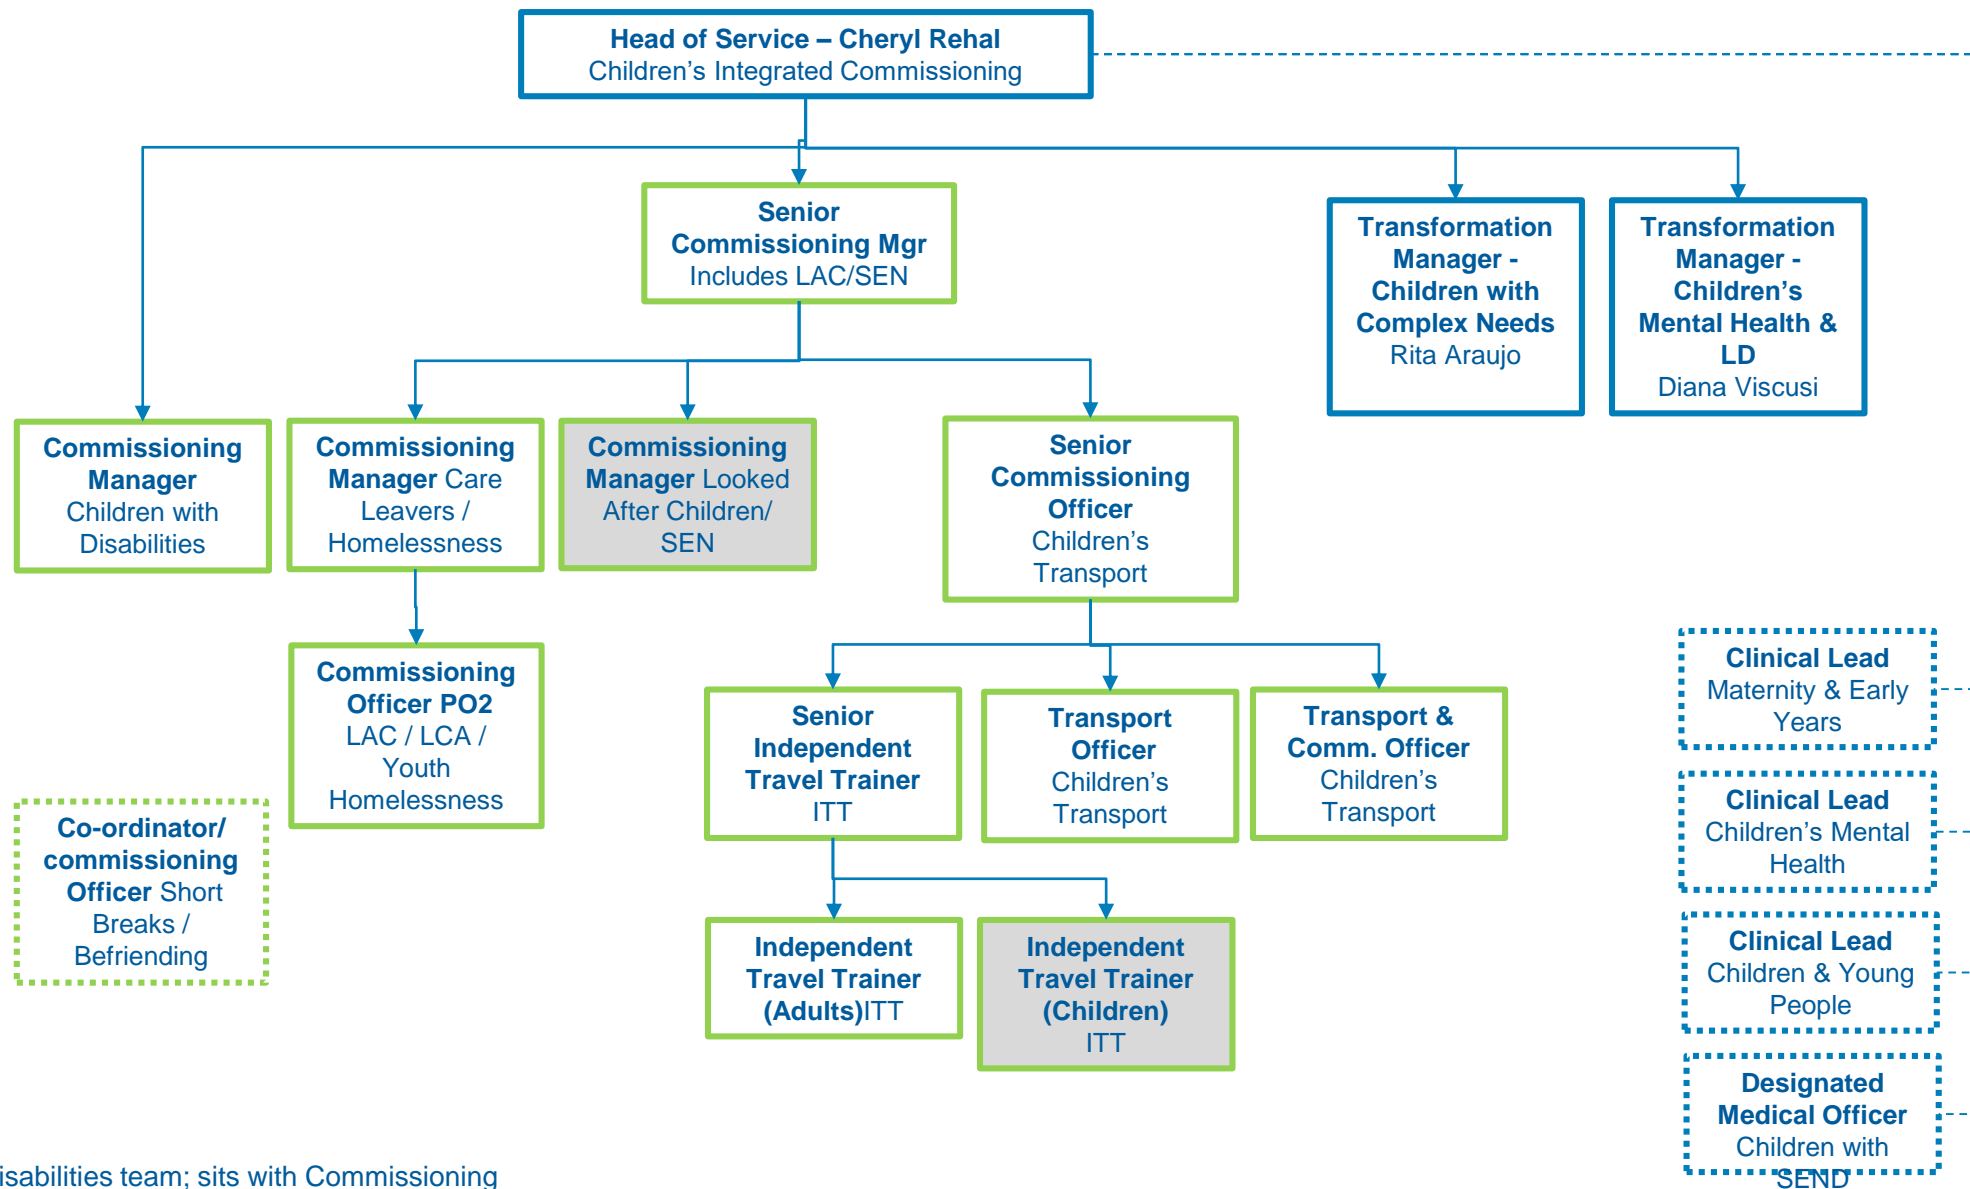 Head of Service – Cheryl Rehal
Children’s Integrated Commissioning
Senior
Commissioning Mgr
Includes LAC/SEN
Transformation
Manager -
Children with
Complex Needs
Rita Araujo
Transformation
Manager -
Children’s
Mental Health &
LD
Diana Viscusi
Commissioning
Manager
Children with
Disabilities
Commissioning
Manager Care
Leavers /
Homelessness
Commissioning
Manager Looked
After Children/
SEN
Senior
Commissioning
Officer
Children’s
Transport
Commissioning
Officer PO2
LAC / LCA /
Youth
Homelessness
Senior
Independent
Travel Trainer
ITT
Transport
Officer
Children’s
Transport
Transport &
Comm. Officer
Children’s
Transport
Clinical Lead
Maternity & Early
Years
Clinical Lead
Children’s Mental
Health
Co-ordinator/
commissioning
Officer Short
Breaks /
Befriending
Independent
Travel Trainer
(Adults)ITT
Independent
Travel Trainer
(Children)
ITT
Clinical Lead
Children & Young
People
Designated
Medical Officer
Children with
SEND
isabilities team; sits with Commissioning